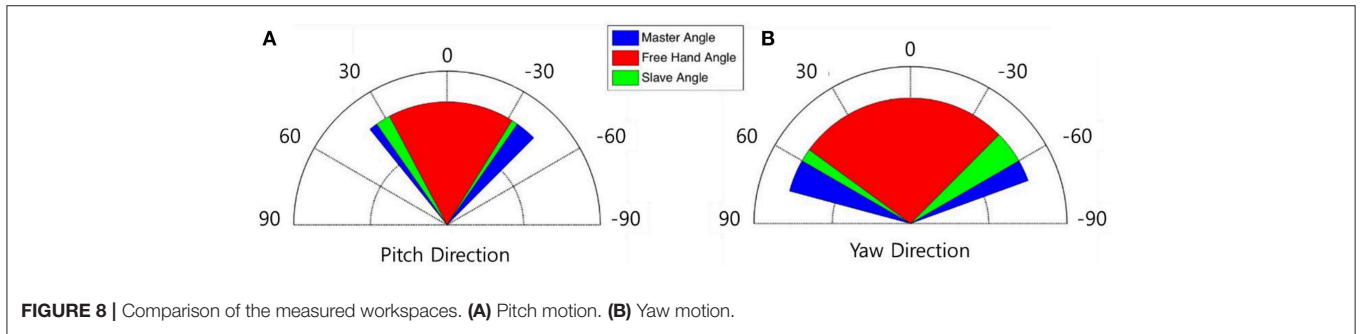 A
0
30
-30
60
-60
90
-90
Pitch Direction
Master Angle
Free Hand Angle
Slave Angle
B
0
30
-30
60
-60
90
-90
Yaw Direction
FIGURE 8 | Comparison of the measured workspaces. (A) Pitch motion. (B) Yaw motion.